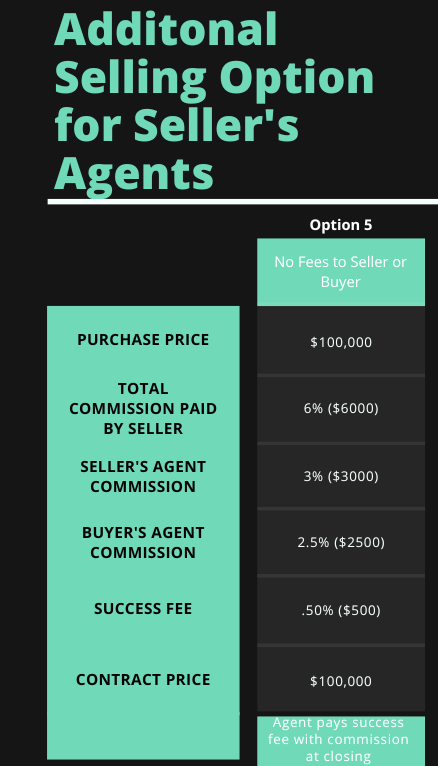 Additonal
Selling Option
for Seller's
Agents
Option 5
No Fees to Seller or
Buyer
PURCHASE PRICE
$100,000
TOTAL
COMMISSION PAID
BY SELLER
6% ($6000)
SELLER'S AGENT
COMMISSION
3% ($3000)
BUYER'S AGENT
COMMISSION
2.5% ($2500)
SUCCESS FEE
.50% ($500)
CONTRACT PRICE
$100,000
Agent pays success
fee with commission
at closing